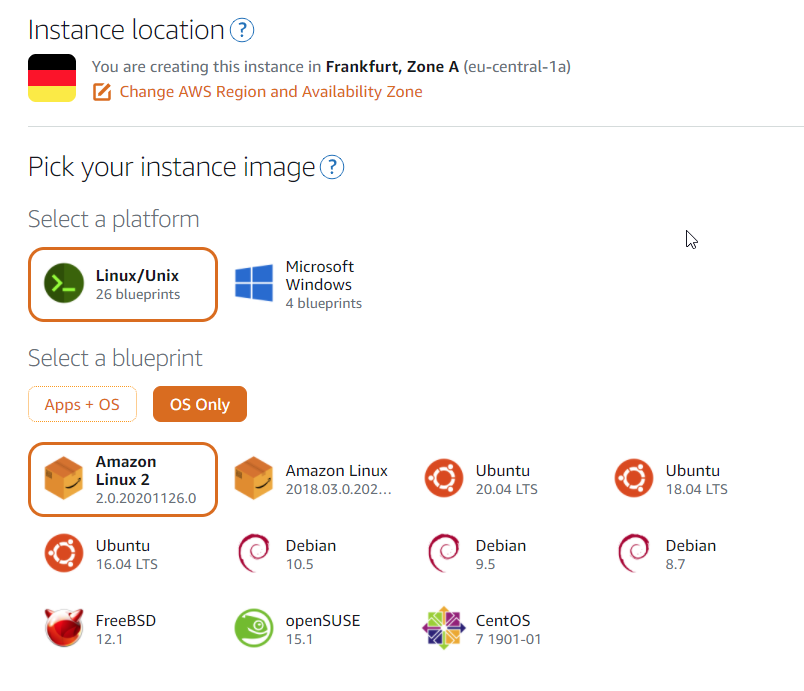 Instance location ?
You are creating this instance in Frankfurt, Zone A (eu-central-1a)
Change AWS Region and Availability Zone
Pick your instance image ?
Select a platform
Linux/Unix
26 blueprints
Microsoft
Windows
4 blueprints
Select a blueprint
Apps + OS
OS Only
Amazon
Linux 2
2.0.20201126.0
Amazon Linux
2018.03.0.202...
Ubuntu
20.04 LTS
Ubuntu
18.04 LTS
Ubuntu
16.04 LTS
Debian
10.5
Debian
9.5
Debian
8.7
FreeBSD
12.1
openSUSE
15.1
CentOS
7 1901-01